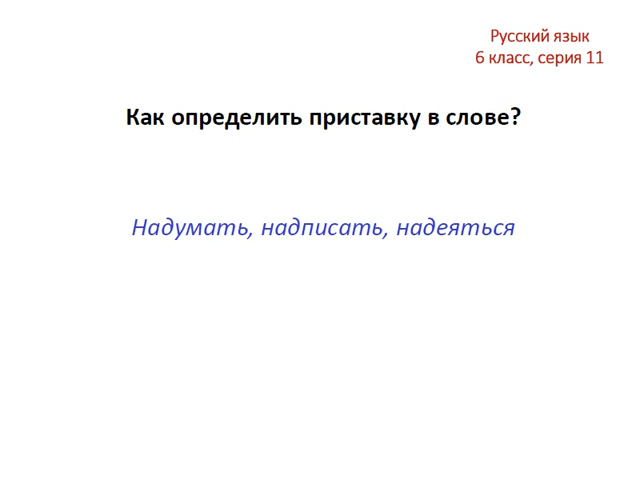 Русский язык
6 класс, серия 11
Как определить приставку в слове?
Надумать, надписать, надеяться